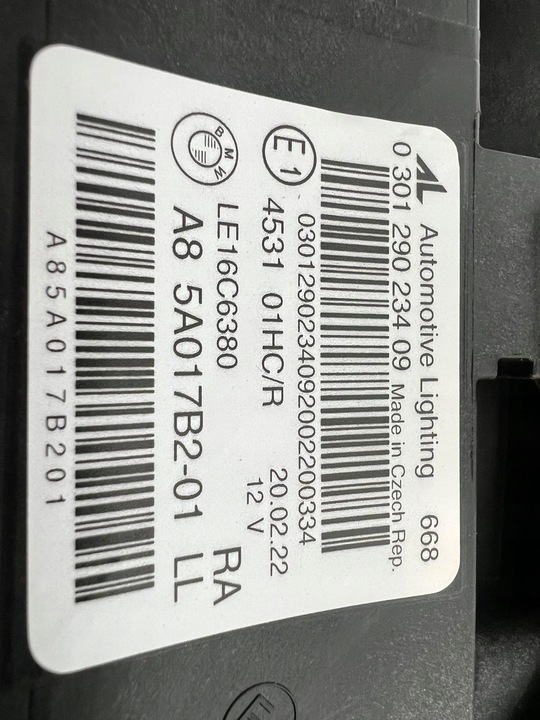 AL Automotive Lighting 668
0 301 290 234 09 Made in Czech Rep.
0301290234092002200334
E1 4531 01HC/R 20.02.22
12 V
BMW LE16C6380 RA
A8 5A017B2-01 LL
A85A017B201